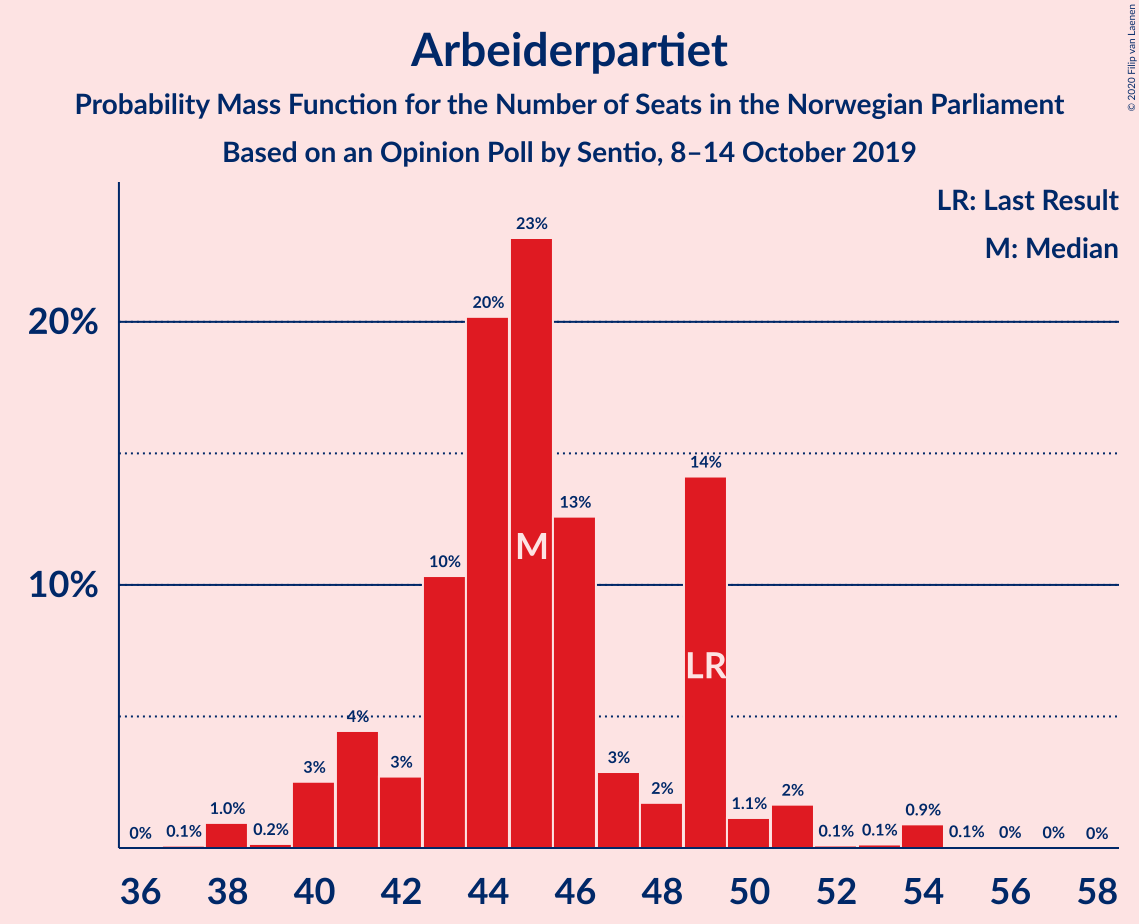 Arbeiderpartiet
Probability Mass Function for the Number of Seats in the Norwegian Parliament
Based on an Opinion Poll by Sentio, 8–14 October 2019
© 2020 Filip van Laenen
LR: Last Result
M: Median
20%
10%
0%
0.1%
1.0%
0.2%
3%
4%
3%
10%
20%
23%
13%
3%
2%
14%
1.1%
2%
0.1%
0.1%
0.9%
0.1%
0%
0%
0%
M
LR
36 38 40 42 44 46 48 50 52 54 56 58